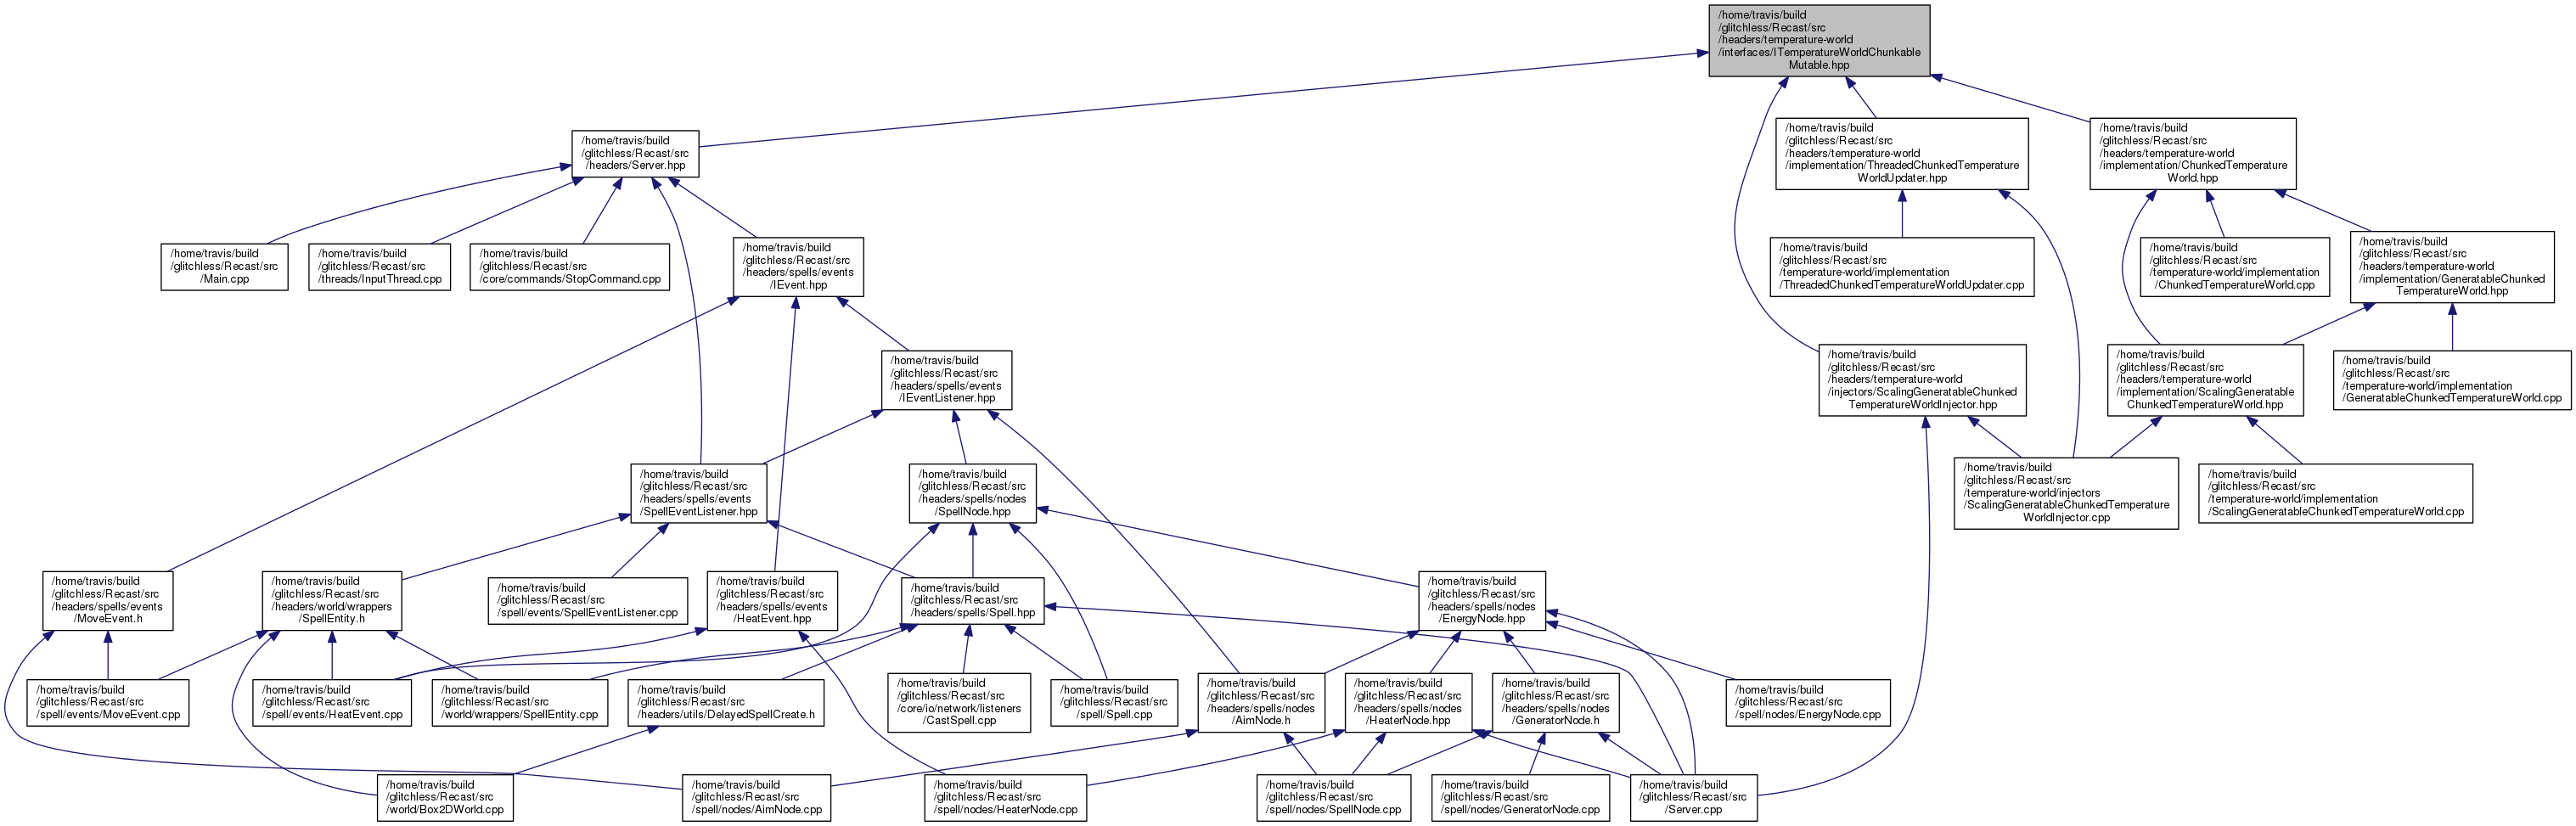 /home/travis/build
/glitchless/Recast/src
/headers/temperature-world
/interfaces/ITemperatureWorldChunkable
Mutable.hpp
/home/travis/build
/glitchless/Recast/src
/headers/Server.hpp
/home/travis/build
/glitchless/Recast/src
/headers/temperature-world
/implementation/ThreadedChunkedTemperature
WorldUpdater.hpp
/home/travis/build
/glitchless/Recast/src
/headers/temperature-world
/implementation/ChunkedTemperature
World.hpp
/home/travis/build
/glitchless/Recast/src
/Main.cpp
/home/travis/build
/glitchless/Recast/src
/threads/InputThread.cpp
/home/travis/build
/glitchless/Recast/src
/core/commands/StopCommand.cpp
/home/travis/build
/glitchless/Recast/src
/headers/spells/events
/IEvent.hpp
/home/travis/build
/glitchless/Recast/src
/temperature-world/implementation
/ThreadedChunkedTemperatureWorldUpdater.cpp
/home/travis/build
/glitchless/Recast/src
/temperature-world/implementation
/ChunkedTemperatureWorld.cpp
/home/travis/build
/glitchless/Recast/src
/headers/temperature-world
/implementation/GeneratableChunked
TemperatureWorld.hpp
/home/travis/build
/glitchless/Recast/src
/headers/spells/events
/IEventListener.hpp
/home/travis/build
/glitchless/Recast/src
/headers/temperature-world
/injectors/ScalingGeneratableChunked
TemperatureWorldInjector.hpp
/home/travis/build
/glitchless/Recast/src
/headers/temperature-world
/implementation/ScalingGeneratable
ChunkedTemperatureWorld.hpp
/home/travis/build
/glitchless/Recast/src
/temperature-world/implementation
/GeneratableChunkedTemperatureWorld.cpp
/home/travis/build
/glitchless/Recast/src
/headers/spells/events
/SpellEventListener.hpp
/home/travis/build
/glitchless/Recast/src
/headers/spells/nodes
/SpellNode.hpp
/home/travis/build
/glitchless/Recast/src
/temperature-world/injectors
/ScalingGeneratableChunkedTemperature
WorldInjector.cpp
/home/travis/build
/glitchless/Recast/src
/temperature-world/implementation
/ScalingGeneratableChunkedTemperatureWorld.cpp
/home/travis/build
/glitchless/Recast/src
/headers/spells/events
/MoveEvent.h
/home/travis/build
/glitchless/Recast/src
/headers/world/wrappers
/SpellEntity.h
/home/travis/build
/glitchless/Recast/src
/spell/events/SpellEventListener.cpp
/home/travis/build
/glitchless/Recast/src
/headers/spells/events
/HeatEvent.hpp
/home/travis/build
/glitchless/Recast/src
/headers/spells/Spell.hpp
/home/travis/build
/glitchless/Recast/src
/headers/spells/nodes
/EnergyNode.hpp
/home/travis/build
/glitchless/Recast/src
/spell/events/MoveEvent.cpp
/home/travis/build
/glitchless/Recast/src
/spell/events/HeatEvent.cpp
/home/travis/build
/glitchless/Recast/src
/world/wrappers/SpellEntity.cpp
/home/travis/build
/glitchless/Recast/src
/headers/utils/DelayedSpellCreate.h
/home/travis/build
/glitchless/Recast/src
/core/io/network/listeners
/CastSpell.cpp
/home/travis/build
/glitchless/Recast/src
/spell/Spell.cpp
/home/travis/build
/glitchless/Recast/src
/headers/spells/nodes
/AimNode.h
/home/travis/build
/glitchless/Recast/src
/headers/spells/nodes
/HeaterNode.hpp
/home/travis/build
/glitchless/Recast/src
/headers/spells/nodes
/GeneratorNode.h
/home/travis/build
/glitchless/Recast/src
/spell/nodes/EnergyNode.cpp
/home/travis/build
/glitchless/Recast/src
/world/Box2DWorld.cpp
/home/travis/build
/glitchless/Recast/src
/spell/nodes/AimNode.cpp
/home/travis/build
/glitchless/Recast/src
/spell/nodes/HeaterNode.cpp
/home/travis/build
/glitchless/Recast/src
/spell/nodes/SpellNode.cpp
/home/travis/build
/glitchless/Recast/src
/spell/nodes/GeneratorNode.cpp
/home/travis/build
/glitchless/Recast/src
/Server.cpp